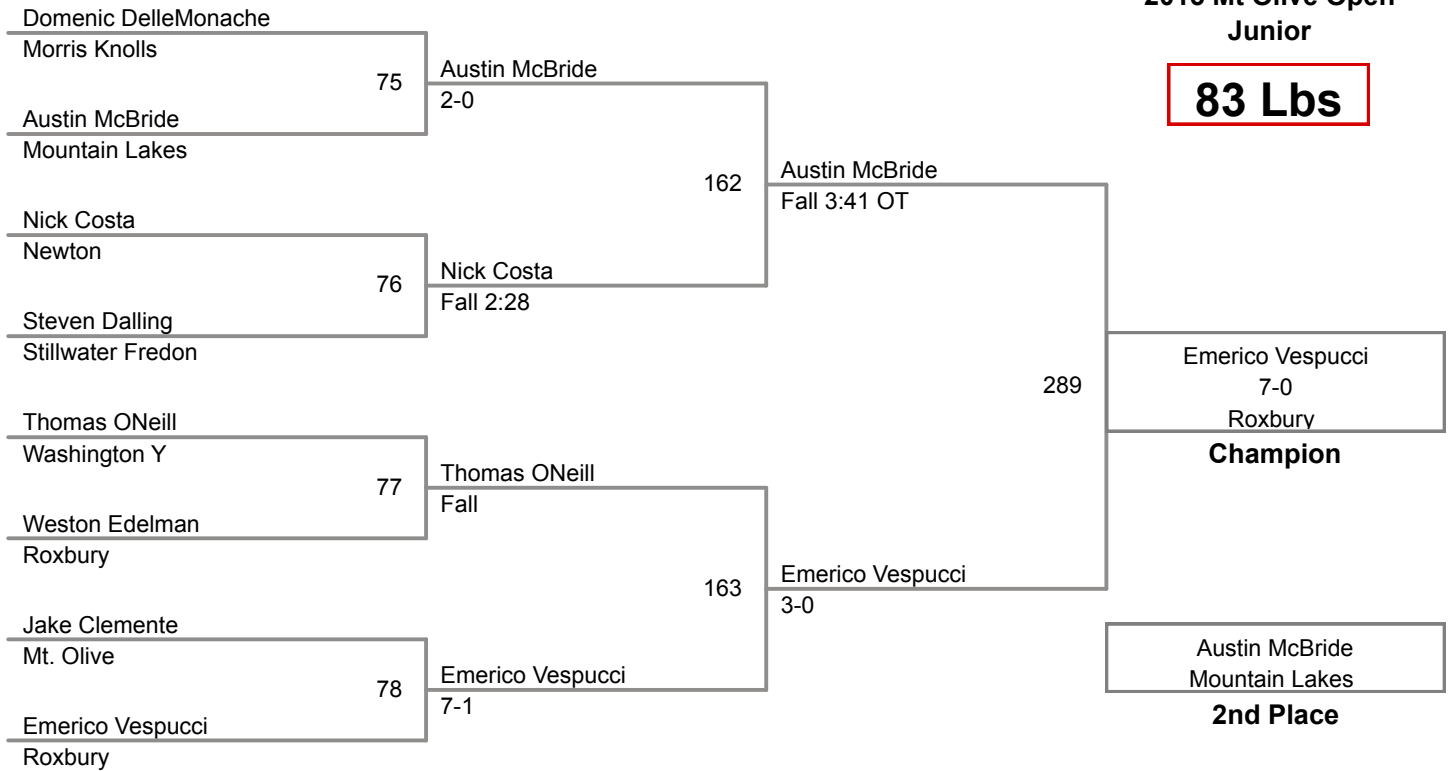 Mt Olive Open
Junior
83 Lbs
Domenic DelleMonache
Morris Knolls
75
Austin McBride
2-0
Austin McBride
Mountain Lakes
162
Austin McBride
Fall 3:41 OT
Nick Costa
Newton
76
Nick Costa
Fall 2:28
Steven Dalling
Stillwater Fredon
289
Emerico Vespucci
7-0
Roxbury
Champion
Thomas ONeill
Washington Y
77
Thomas ONeill
Fall
Weston Edelman
Roxbury
163
Emerico Vespucci
3-0
Jake Clemente
Mt. Olive
78
Emerico Vespucci
7-1
Emerico Vespucci
Roxbury
Austin McBride
Mountain Lakes
2nd Place